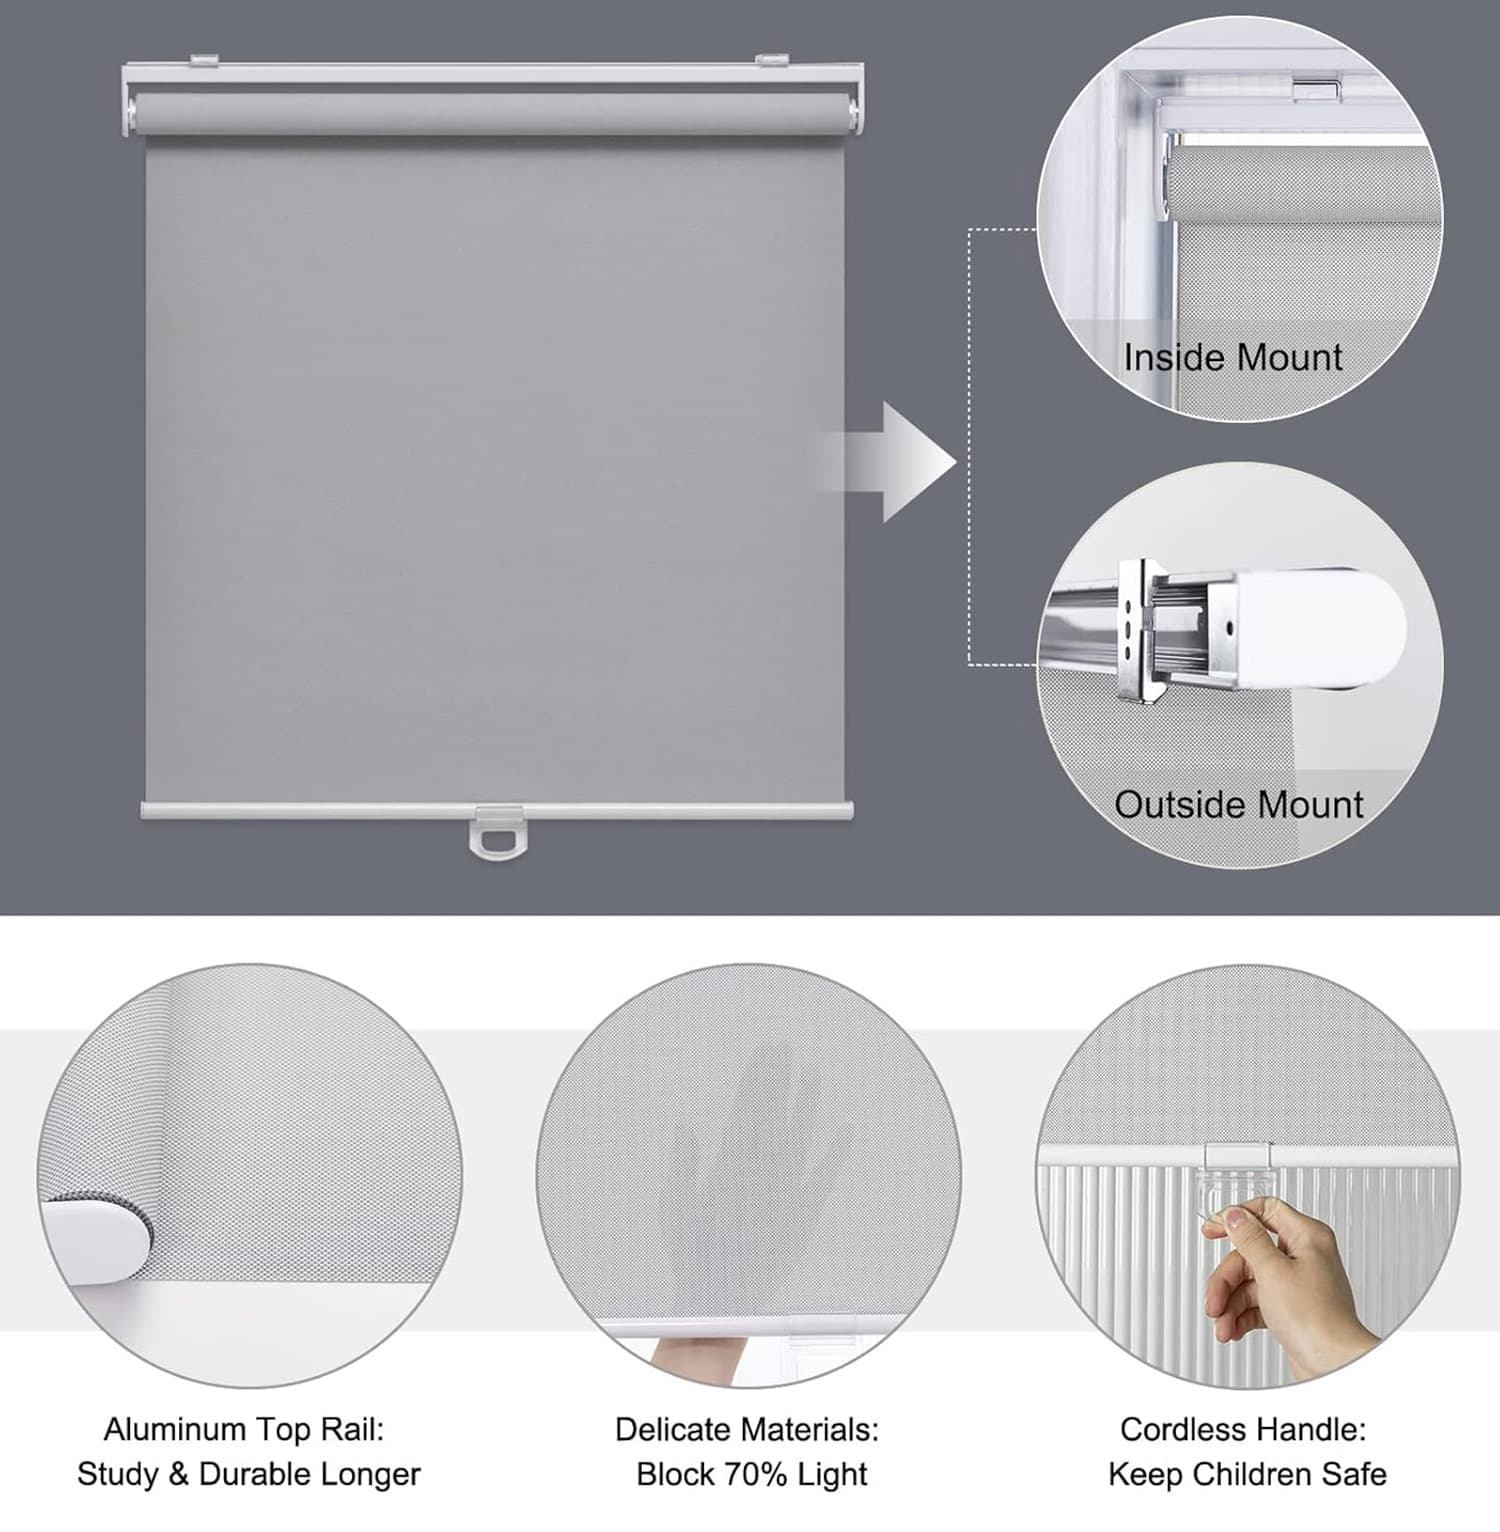 Inside Mount
Outside Mount
Aluminum Top Rail:
Study & Durable Longer
Delicate Materials:
Block 70% Light
Cordless Handle:
Keep Children Safe